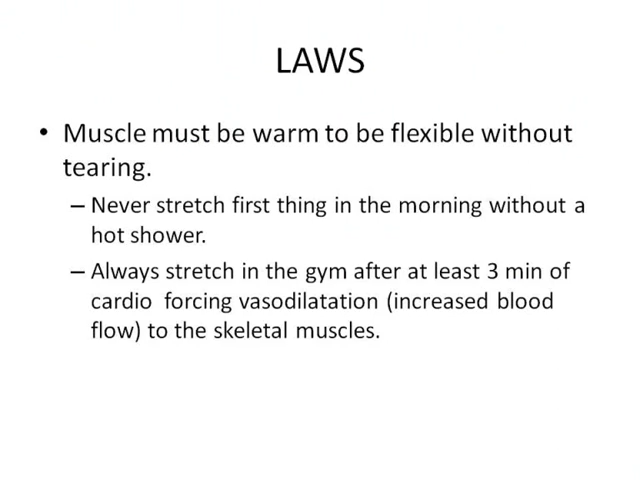 LAWS
• Muscle must be warm to be flexible without
tearing.
– Never stretch first thing in the morning without a
hot shower.
– Always stretch in the gym after at least 3 min of
cardio  forcing vasodilatation (increased blood
flow) to the skeletal muscles.